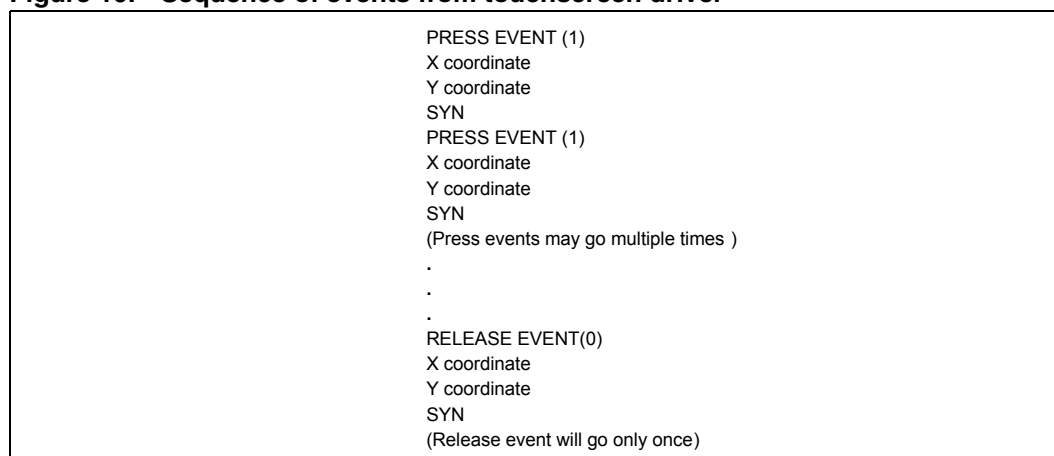 Figure 19. Sequence of events from touchscreen driver
PRESS EVENT (1)
X coordinate
Y coordinate
SYN
PRESS EVENT (1)
X coordinate
Y coordinate
SYN
(Press events may go multiple times )
.
.
.
RELEASE EVENT(0)
X coordinate
Y coordinate
SYN
(Release event will go only once)